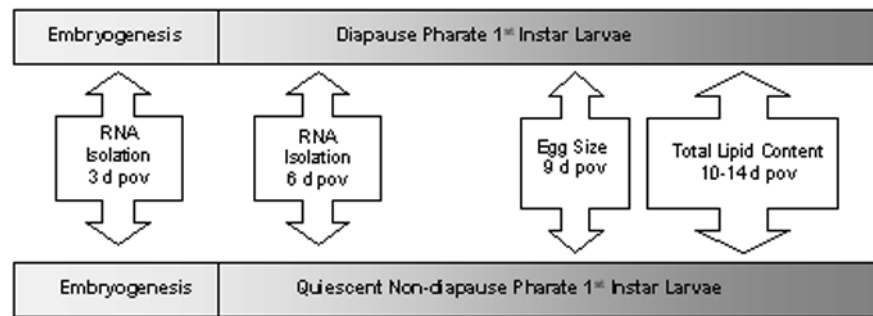 Embryogenesis Diapause Pharate 1st Instar Larvae
RNA
Isolation
3 d pov
RNA
Isolation
6 d pov
Egg Size
9 d pov
Total Lipid Content
10-14 d pov
Embryogenesis Quiescent Non-diapause Pharate 1st Instar Larvae